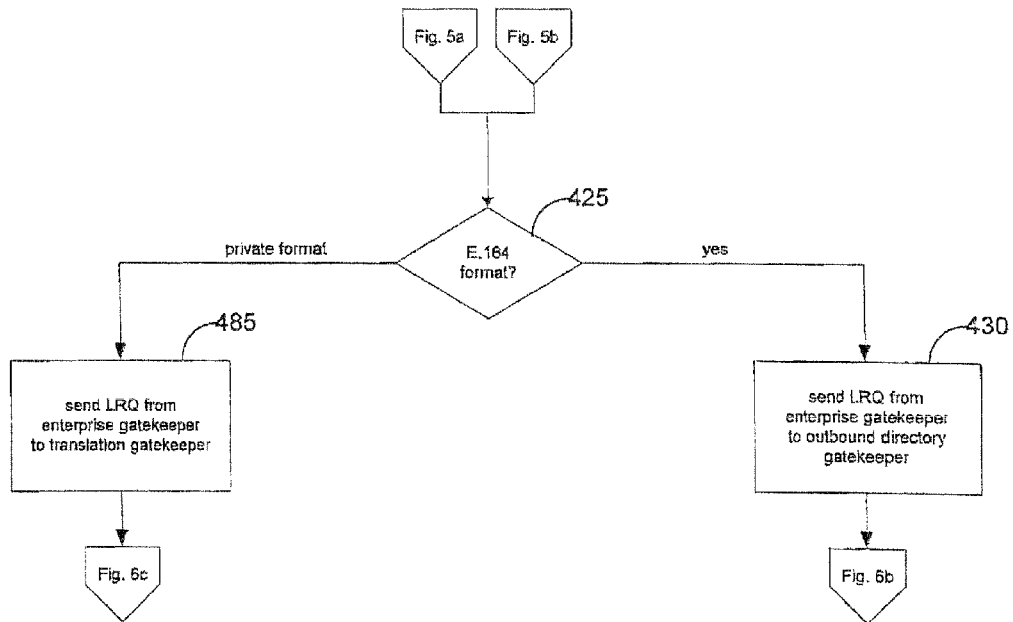 Fig. 5a
Fig. 5b
425
E.164
format?
private format
yes
485
send LRQ from
enterprise gatekeeper
to translation gatekeeper
430
send LRQ from
enterprise gatekeeper
to outbound directory
gatekeeper
Fig. 6c
Fig. 6b